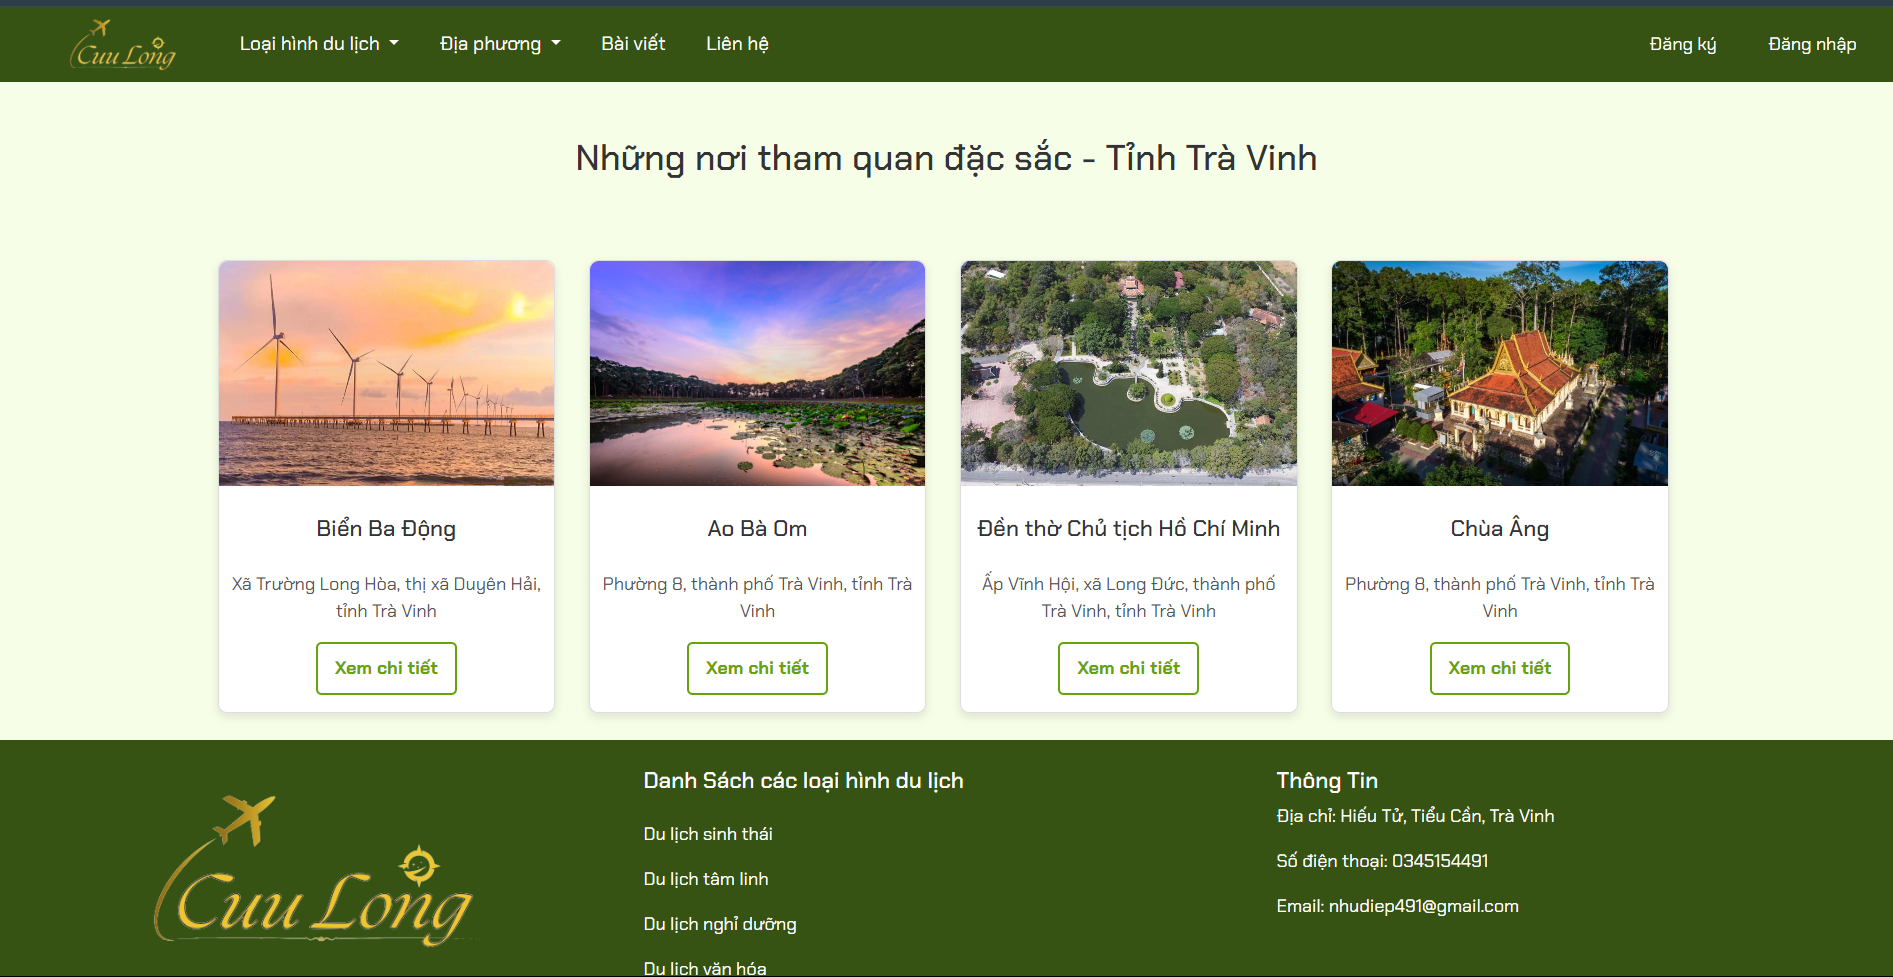 Cuu Long
Loại hình du lịch
Địa phương
Bài viết
Liên hệ
Đăng ký
Đăng nhập
Những nơi tham quan đặc sắc - Tỉnh Trà Vinh
Biển Ba Động
Xã Trường Long Hòa, thị xã Duyên Hải,
tỉnh Trà Vinh
Xem chi tiết
Ao Bà Om
Phường 8, thành phố Trà Vinh, tỉnh Trà
Vinh
Xem chi tiết
Đền thờ Chủ tịch Hồ Chí Minh
Ấp Vĩnh Hội, xã Long Đức, thành phố
Trà Vinh, tỉnh Trà Vinh
Xem chi tiết
Chùa Âng
Phường 8, thành phố Trà Vinh, tỉnh Trà
Vinh
Xem chi tiết
Cuu Long
Danh Sách các loại hình du lịch
Du lịch sinh thái
Du lịch tâm linh
Du lịch nghỉ dưỡng
Du lịch văn hóa
Thông Tin
Địa chỉ: Hiếu Tử, Tiểu Cần, Trà Vinh
Số điện thoại: 0345154491
Email: nhudiep491@gmail.com